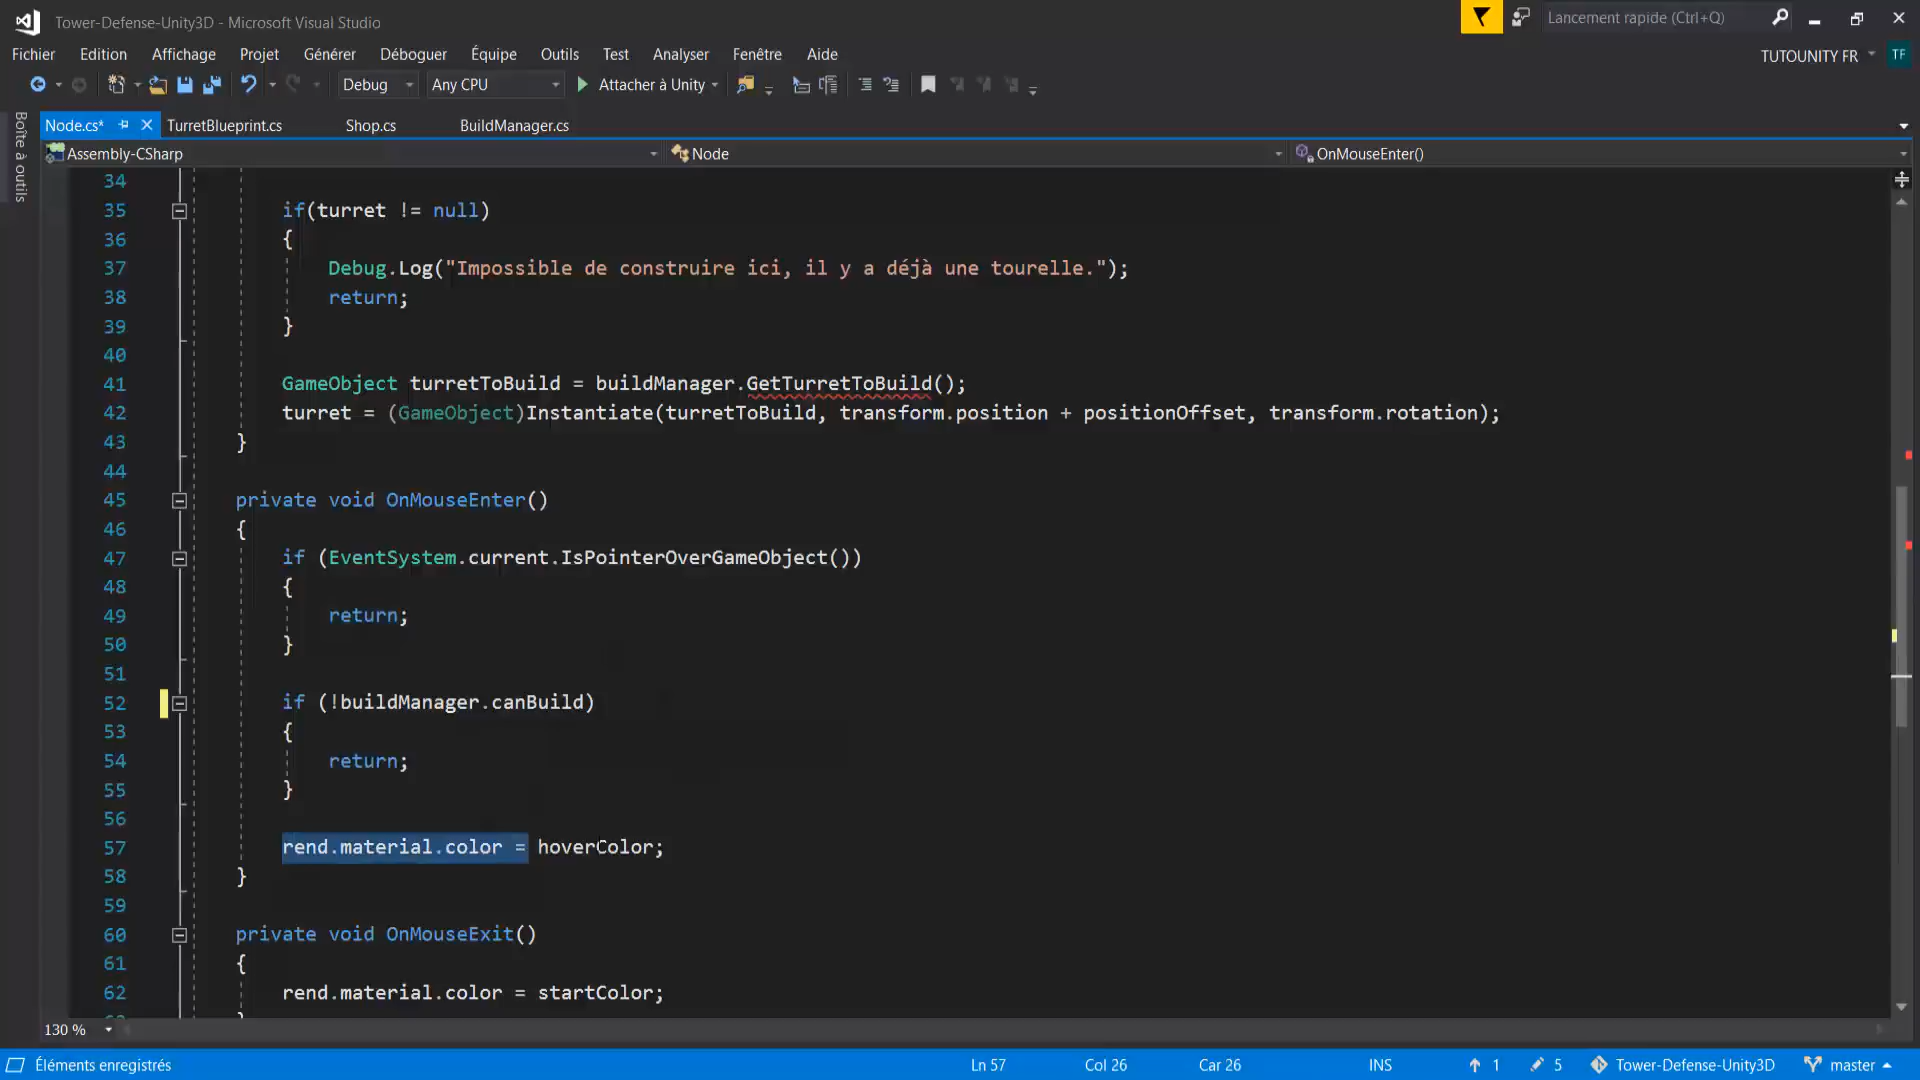 Tower-Defense-Unity3D - Microsoft Visual Studio
Lancement rapide (Ctrl+Q)
Fichier Edition Affichage Projet Générer Déboguer Équipe Outils Test Analyser Fenêtre Aide
TUTOUNITY FR TF
Debug Any CPU Attacher à Unity
Boîte à outils
Node.cs* TurretBlueprint.cs Shop.cs BuildManager.cs
Assembly-CSharp Node OnMouseEnter()
34
35 if(turret != null)
36 {
37 Debug.Log("Impossible de construire ici, il y a déjà une tourelle.");
38 return;
39 }
40
41 GameObject turretToBuild = buildManager.GetTurretToBuild();
42 turret = (GameObject)Instantiate(turretToBuild, transform.position + positionOffset, transform.rotation);
43 }
44
45 private void OnMouseEnter()
46 {
47 if (EventSystem.current.IsPointerOverGameObject())
48 {
49 return;
50 }
51
52 if (!buildManager.canBuild)
53 {
54 return;
55 }
56
57 rend.material.color = hoverColor;
58 }
59
60 private void OnMouseExit()
61 {
62 rend.material.color = startColor;
130 %
Éléments enregistrés Ln 57 Col 26 Car 26 INS 1 5 Tower-Defense-Unity3D master